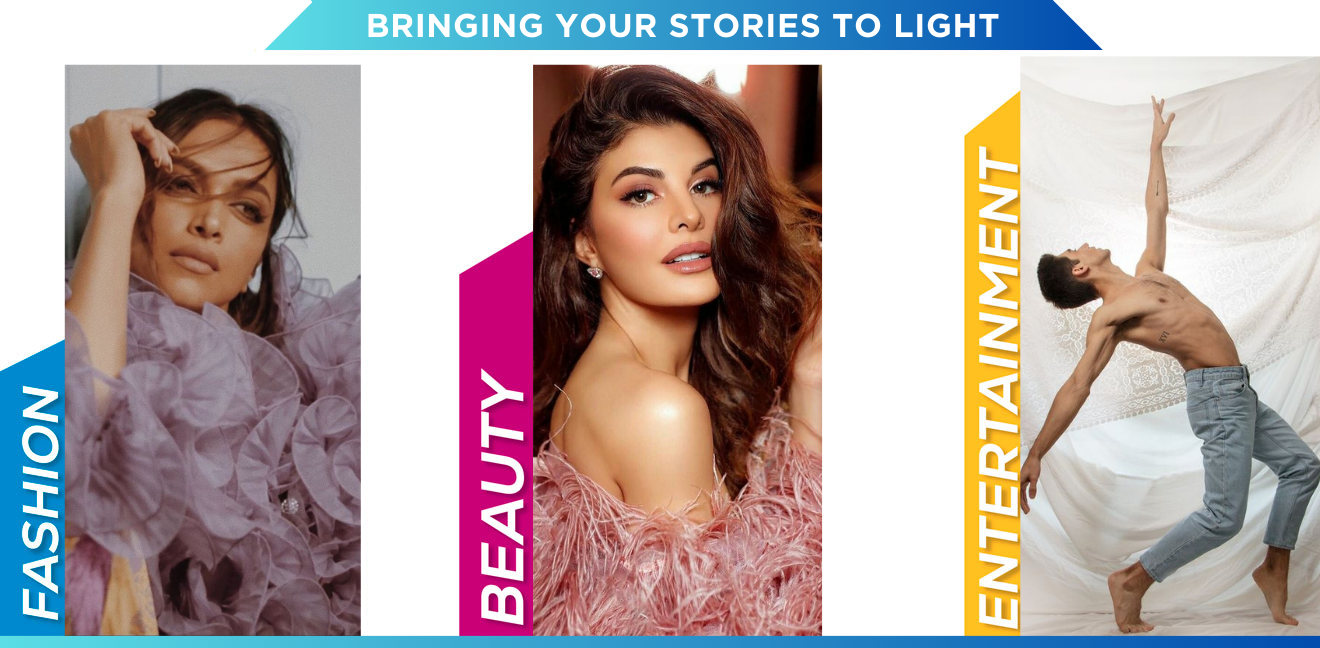 BRINGING YOUR STORIES TO LIGHT
FASHION
BEAUTY
ENTERTAINMENT